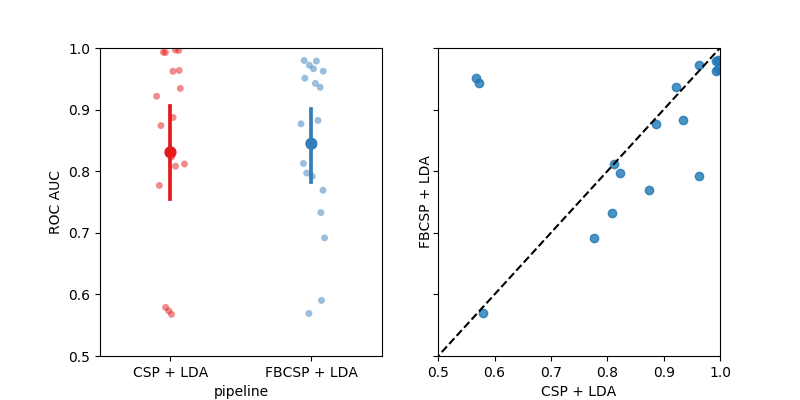 1.0
0.9
0.8
0.7
0.6
0.5
ROC AUC
CSP + LDA
FBCSP + LDA
pipeline
FBCSP + LDA
0.5
0.6
0.7
0.8
0.9
1.0
CSP + LDA